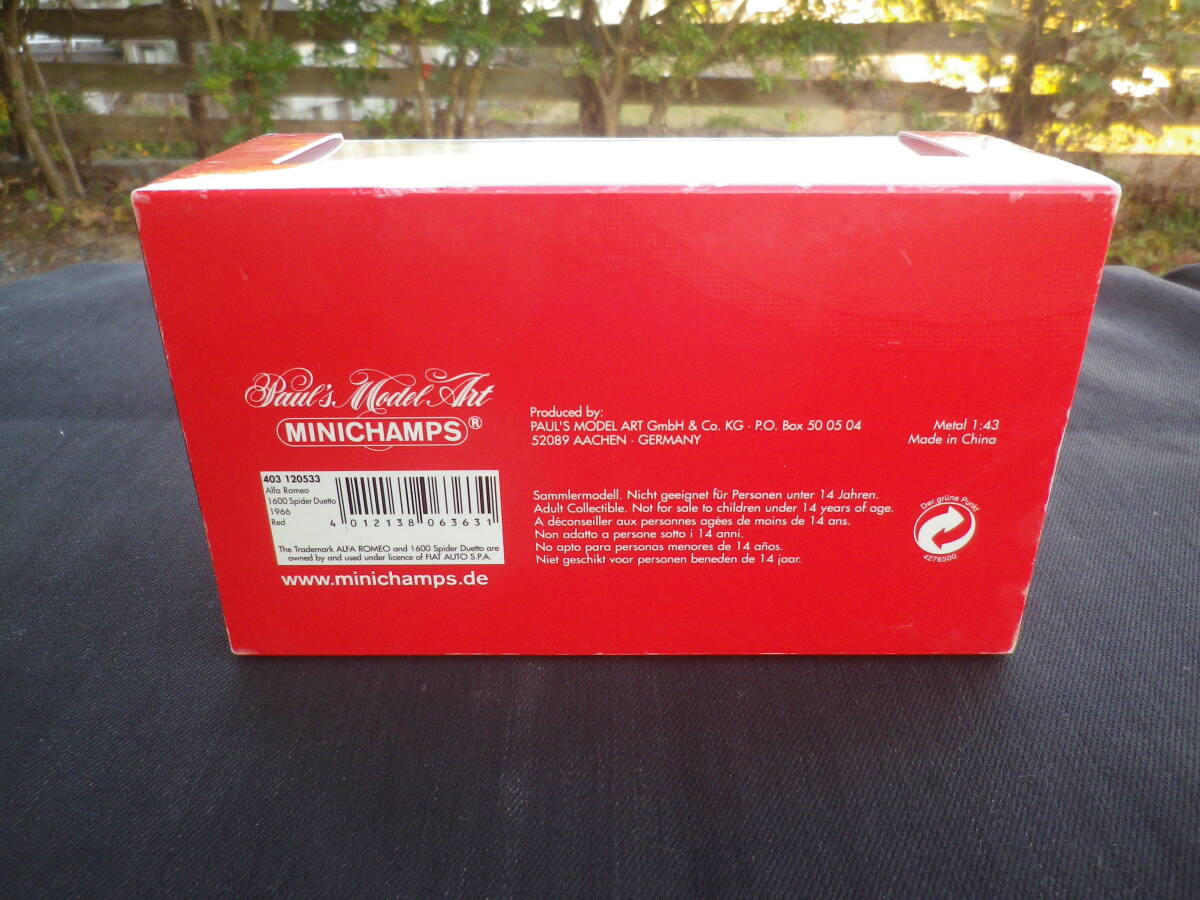 Paul's Model Art
MINICHAMPS®
403 120533
Alfa Romeo
1600 Spider Duetto
1966
Red
4 012138 063631
The Trademark ALFA ROMEO and 1600 Spider Duetto are
owned by and used under licence of FIAT AUTO S.P.A.
www.minichamps.de
Produced by:
PAUL'S MODEL ART GmbH & Co. KG · P.O. Box 50 05 04
52089 AACHEN · GERMANY
Metal 1:43
Made in China
Sammlermodell. Nicht geeignet für Personen unter 14 Jahren.
Adult Collectible. Not for sale to children under 14 years of age.
A déconseiller aux personnes agées de moins de 14 ans.
Non adatto a persone sotto i 14 anni.
No apto para personas menores de 14 años.
Niet geschikt voor personen beneden de 14 jaar.
Der grüne Punkt
4276500